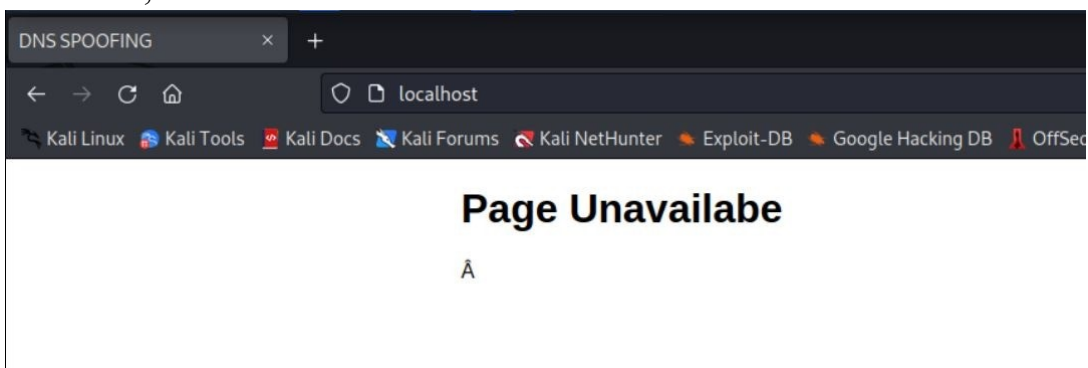 DNS SPOOFING
localhost
Kali Linux Kali Tools Kali Docs Kali Forums Kali NetHunter Exploit-DB Google Hacking DB OffSec
Page Unavailabe
Â